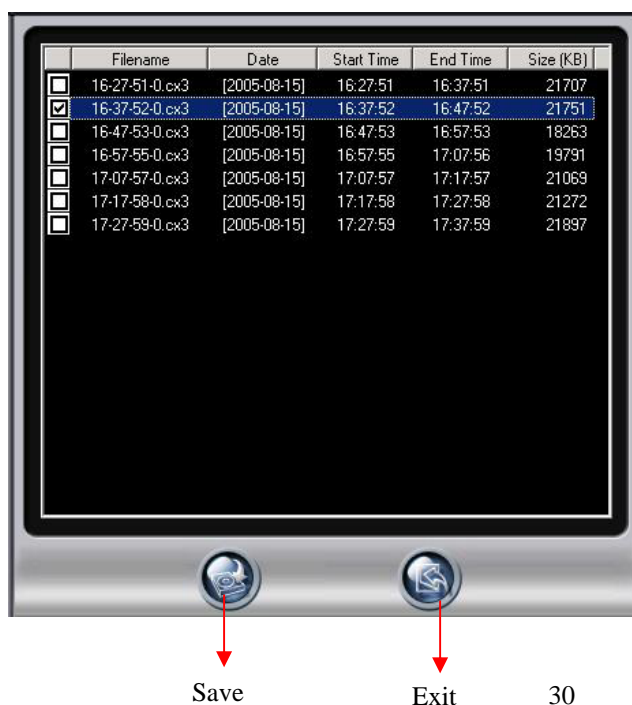 Filename Date Start Time End Time Size (KB)
16-27-51-0.cx3 [2005-08-15] 16:27:51 16:37:51 21707
16-37-52-0.cx3 [2005-08-15] 16:37:52 16:47:52 21751
16-47-53-0.cx3 [2005-08-15] 16:47:53 16:57:53 18263
16-57-55-0.cx3 [2005-08-15] 16:57:55 17:07:56 19791
17-07-57-0.cx3 [2005-08-15] 17:07:57 17:17:57 21069
17-17-58-0.cx3 [2005-08-15] 17:17:58 17:27:58 21272
17-27-59-0.cx3 [2005-08-15] 17:27:59 17:37:59 21897
Save Exit 30